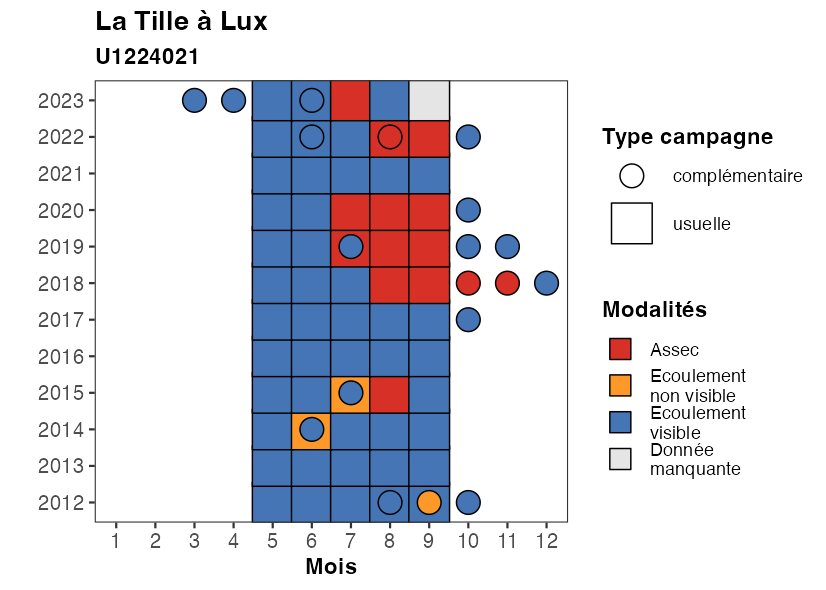 La Tille à Lux
U1224021
2023
2022
2021
2020
2019
2018
2017
2016
2015
2014
2013
2012
1 2 3 4 5 6 7 8 9 10 11 12
Mois
Type campagne
complémentaire
usuelle
Modalités
Assec
Ecoulement
non visible
Ecoulement
visible
Donnée
manquante